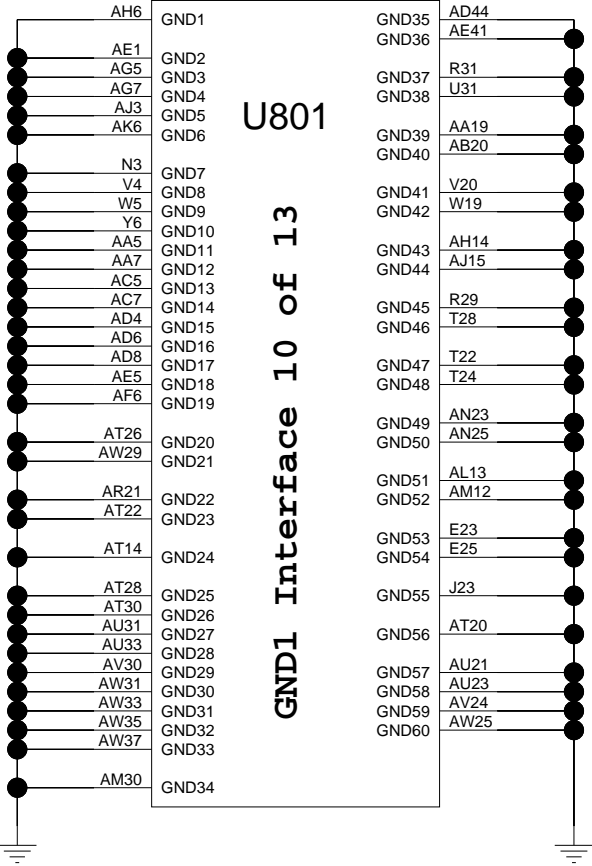 AH6 GND1 GND35 AD44
GND36 AE41
AE1 GND2
AG5 GND3 GND37 R31
AG7 GND4 GND38 U31
AJ3 GND5
U801
AK6 GND6 GND39 AA19
GND40 AB20
N3 GND7
V4 GND8 GND41 V20
W5 GND9 GND42 W19
Y6 GND10
AA5 GND11 GND43 AH14
AA7 GND12 GND44 AJ15
AC5 GND13
AC7 GND14 GND45 R29
AD4 GND15 GND46 T28
AD6 GND16
AD8 GND17 GND47 T22
AE5 GND18 GND48 T24
AF6 GND19
GND49 AN23
AT26 GND20 GND50 AN25
AW29 GND21
GND51 AL13
AR21 GND22 GND52 AM12
AT22 GND23
GND53 E23
AT14 GND24 GND54 E25
AT28 GND25 GND55 J23
AT30 GND26
AU31 GND27 GND56 AT20
AU33 GND28
AV30 GND29 GND57 AU21
AW31 GND30 GND58 AU23
AW33 GND31 GND59 AV24
AW35 GND32 GND60 AW25
AW37 GND33
AM30 GND34
GND1 Interface 10 of 13